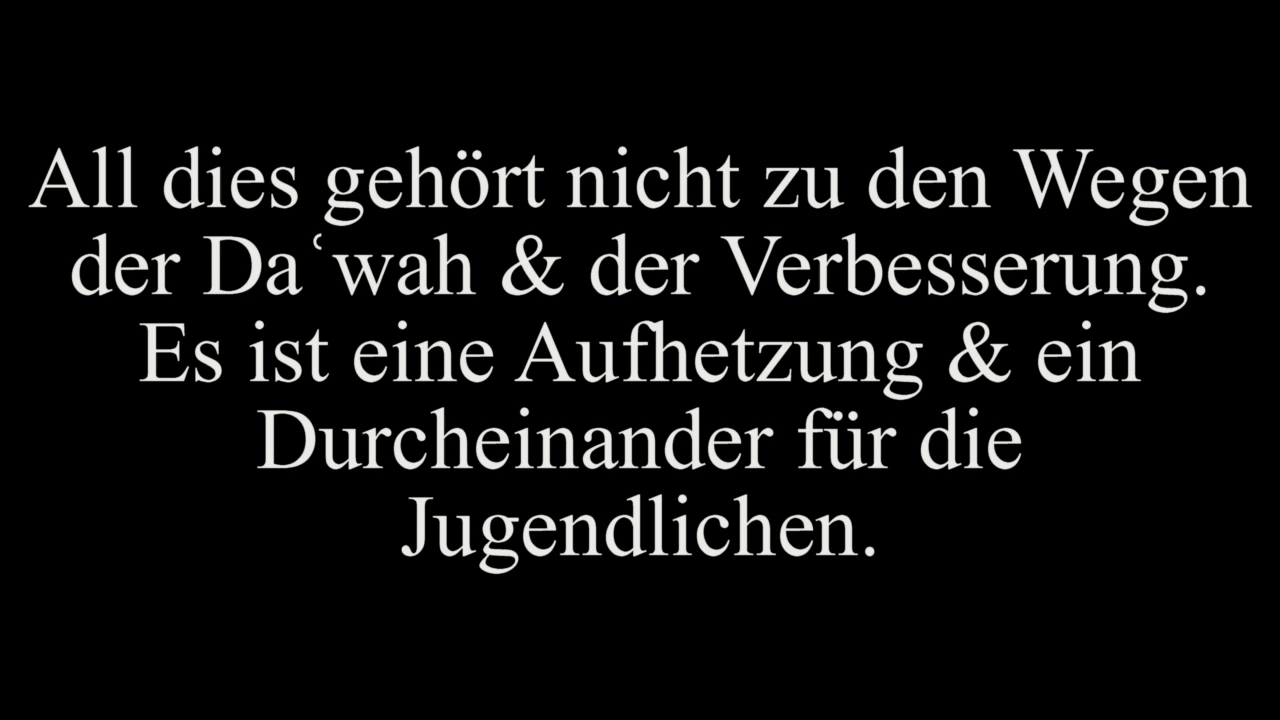 All dies gehört nicht zu den Wegen
der Daʿwah & der Verbesserung.
Es ist eine Aufhetzung & ein
Durcheinander für die
Jugendlichen.